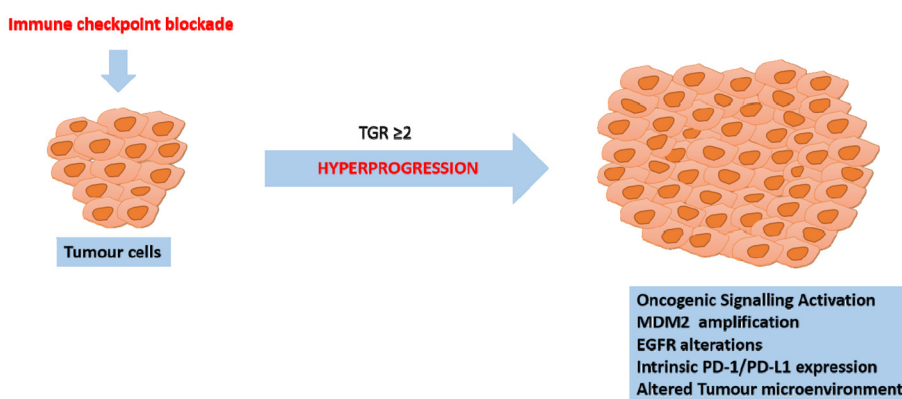 Immune checkpoint blockade
TGR ≥2
HYPERPROGRESSION
Tumour cells
Oncogenic Signalling Activation
MDM2 amplification
EGFR alterations
Intrinsic PD-1/PD-L1 expression
Altered Tumour microenvironment